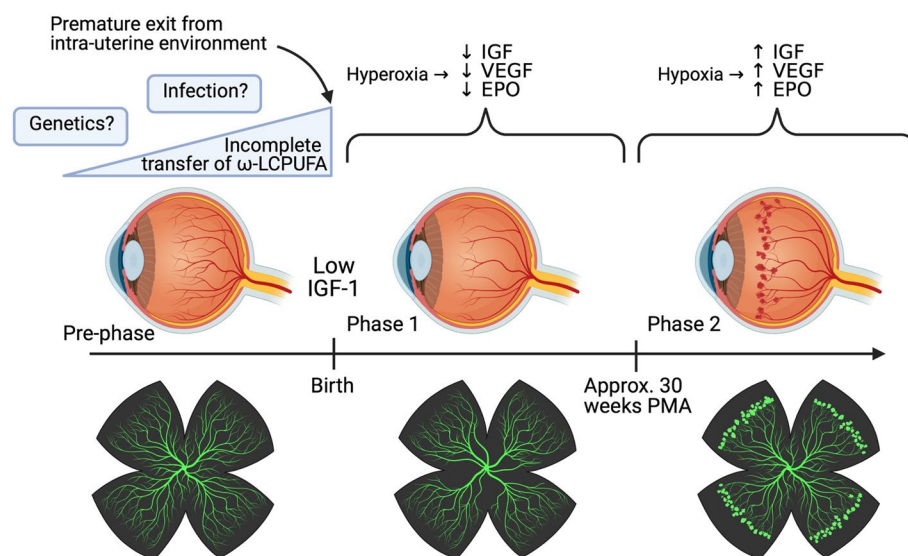 Premature exit from
intra-uterine environment
Infection?
Genetics?
Incomplete
transfer of ω-LCPUFA
Hyperoxia →
↓ IGF
↓ VEGF
↓ EPO
Hypoxia →
↑ IGF
↑ VEGF
↑ EPO
Low
IGF-1
Pre-phase
Phase 1
Phase 2
Birth
Approx. 30
weeks PMA